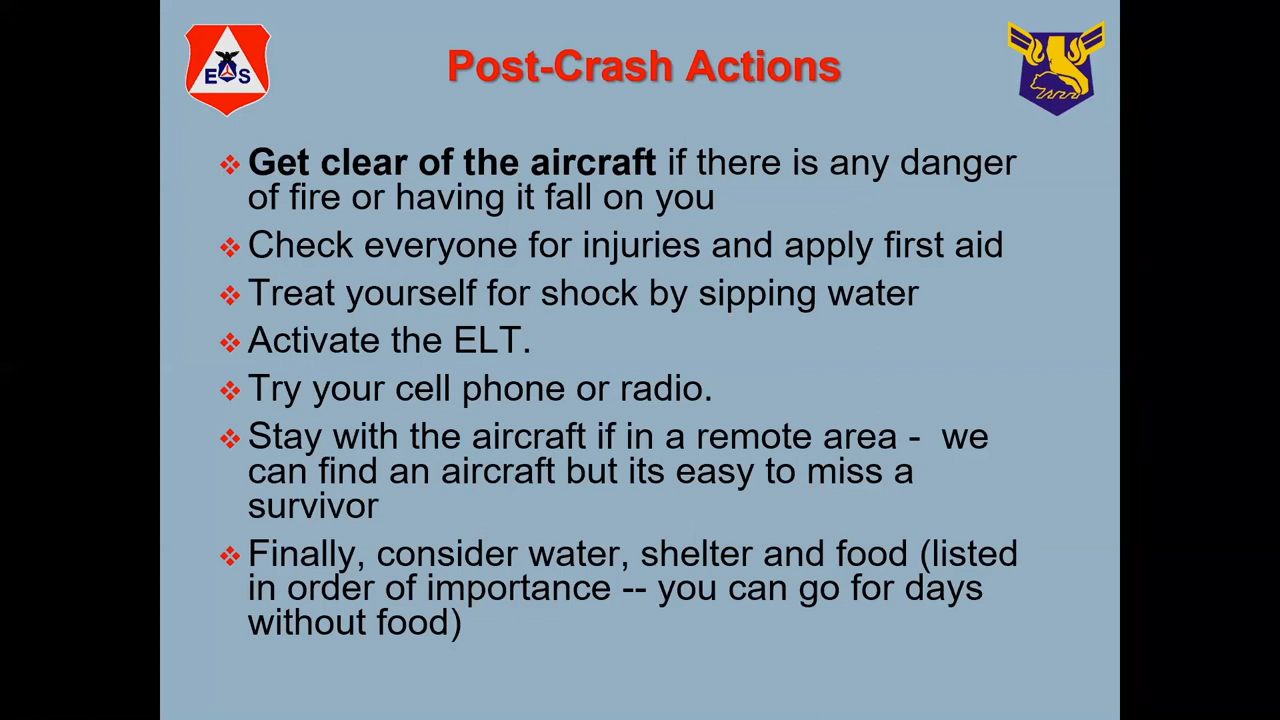 E S
Post-Crash Actions
Get clear of the aircraft if there is any danger
of fire or having it fall on you
Check everyone for injuries and apply first aid
Treat yourself for shock by sipping water
Activate the ELT.
Try your cell phone or radio.
Stay with the aircraft if in a remote area -  we
can find an aircraft but its easy to miss a
survivor
Finally, consider water, shelter and food (listed
in order of importance -- you can go for days
without food)